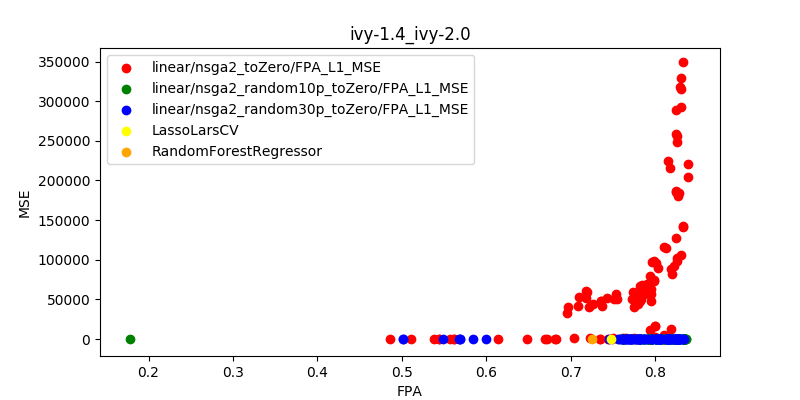 ivy-1.4_ivy-2.0
350000
300000
250000
200000
150000
100000
50000
0
MSE
linear/nsga2_toZero/FPA_L1_MSE
linear/nsga2_random10p_toZero/FPA_L1_MSE
linear/nsga2_random30p_toZero/FPA_L1_MSE
LassoLarsCV
RandomForestRegressor
0.2 0.3 0.4 0.5 0.6 0.7 0.8
FPA